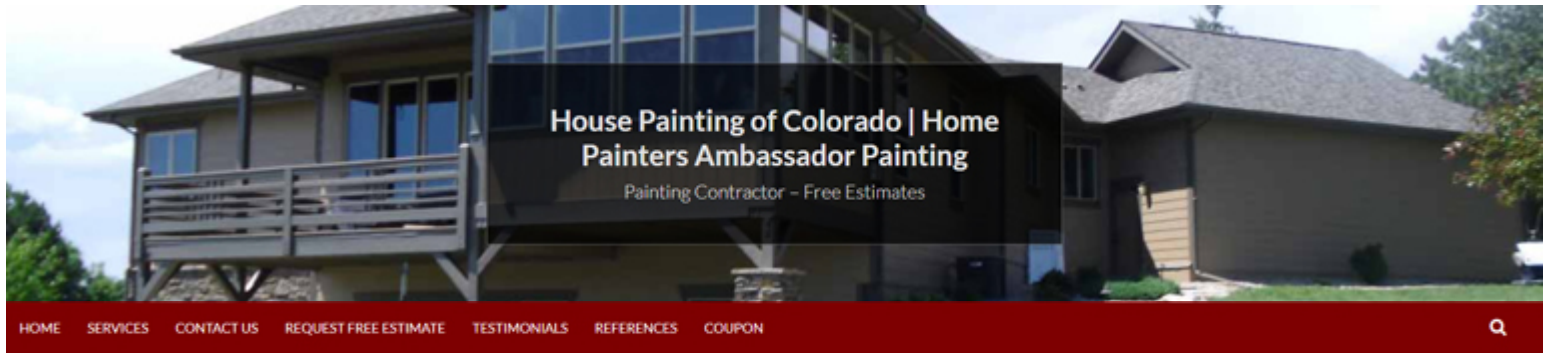 House Painting of Colorado | Home
Painters Ambassador Painting
Painting Contractor – Free Estimates
HOME SERVICES CONTACT US REQUEST FREE ESTIMATE TESTIMONIALS REFERENCES COUPON